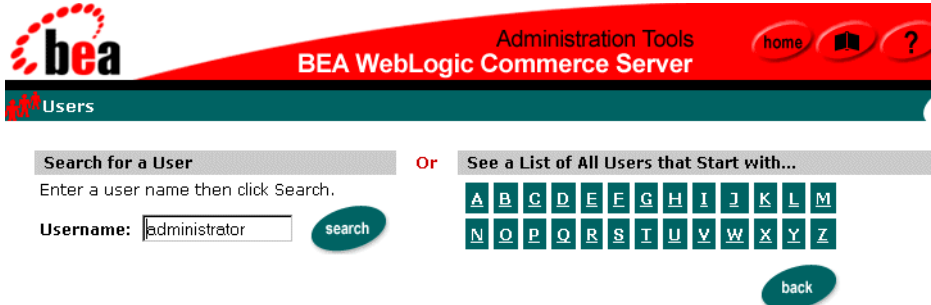 bea
Administration Tools
BEA WebLogic Commerce Server
home
?
Users
Search for a User
Or
See a List of All Users that Start with...
Enter a user name then click Search.
A B C D E F G H I J K L M
Username: administrator search
N O P Q R S T U V W X Y Z
back